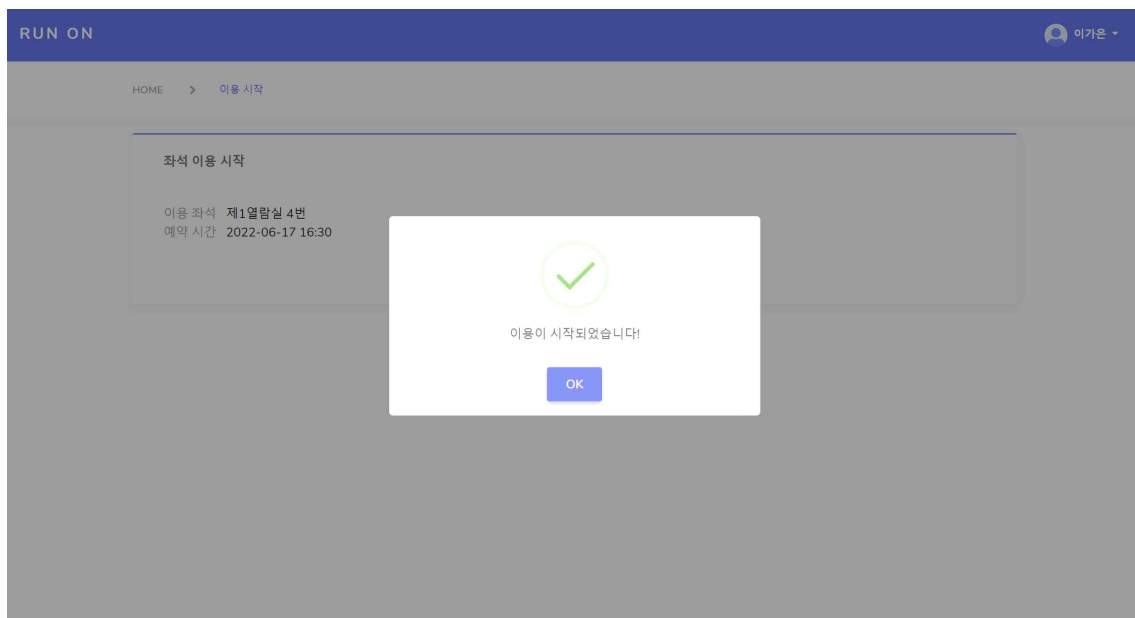 RUN ON
이가은
HOME > 이용 시작
좌석 이용 시작
이용 좌석 제1열람실 4번
예약 시간 2022-06-17 16:30
이용이 시작되었습니다!
OK